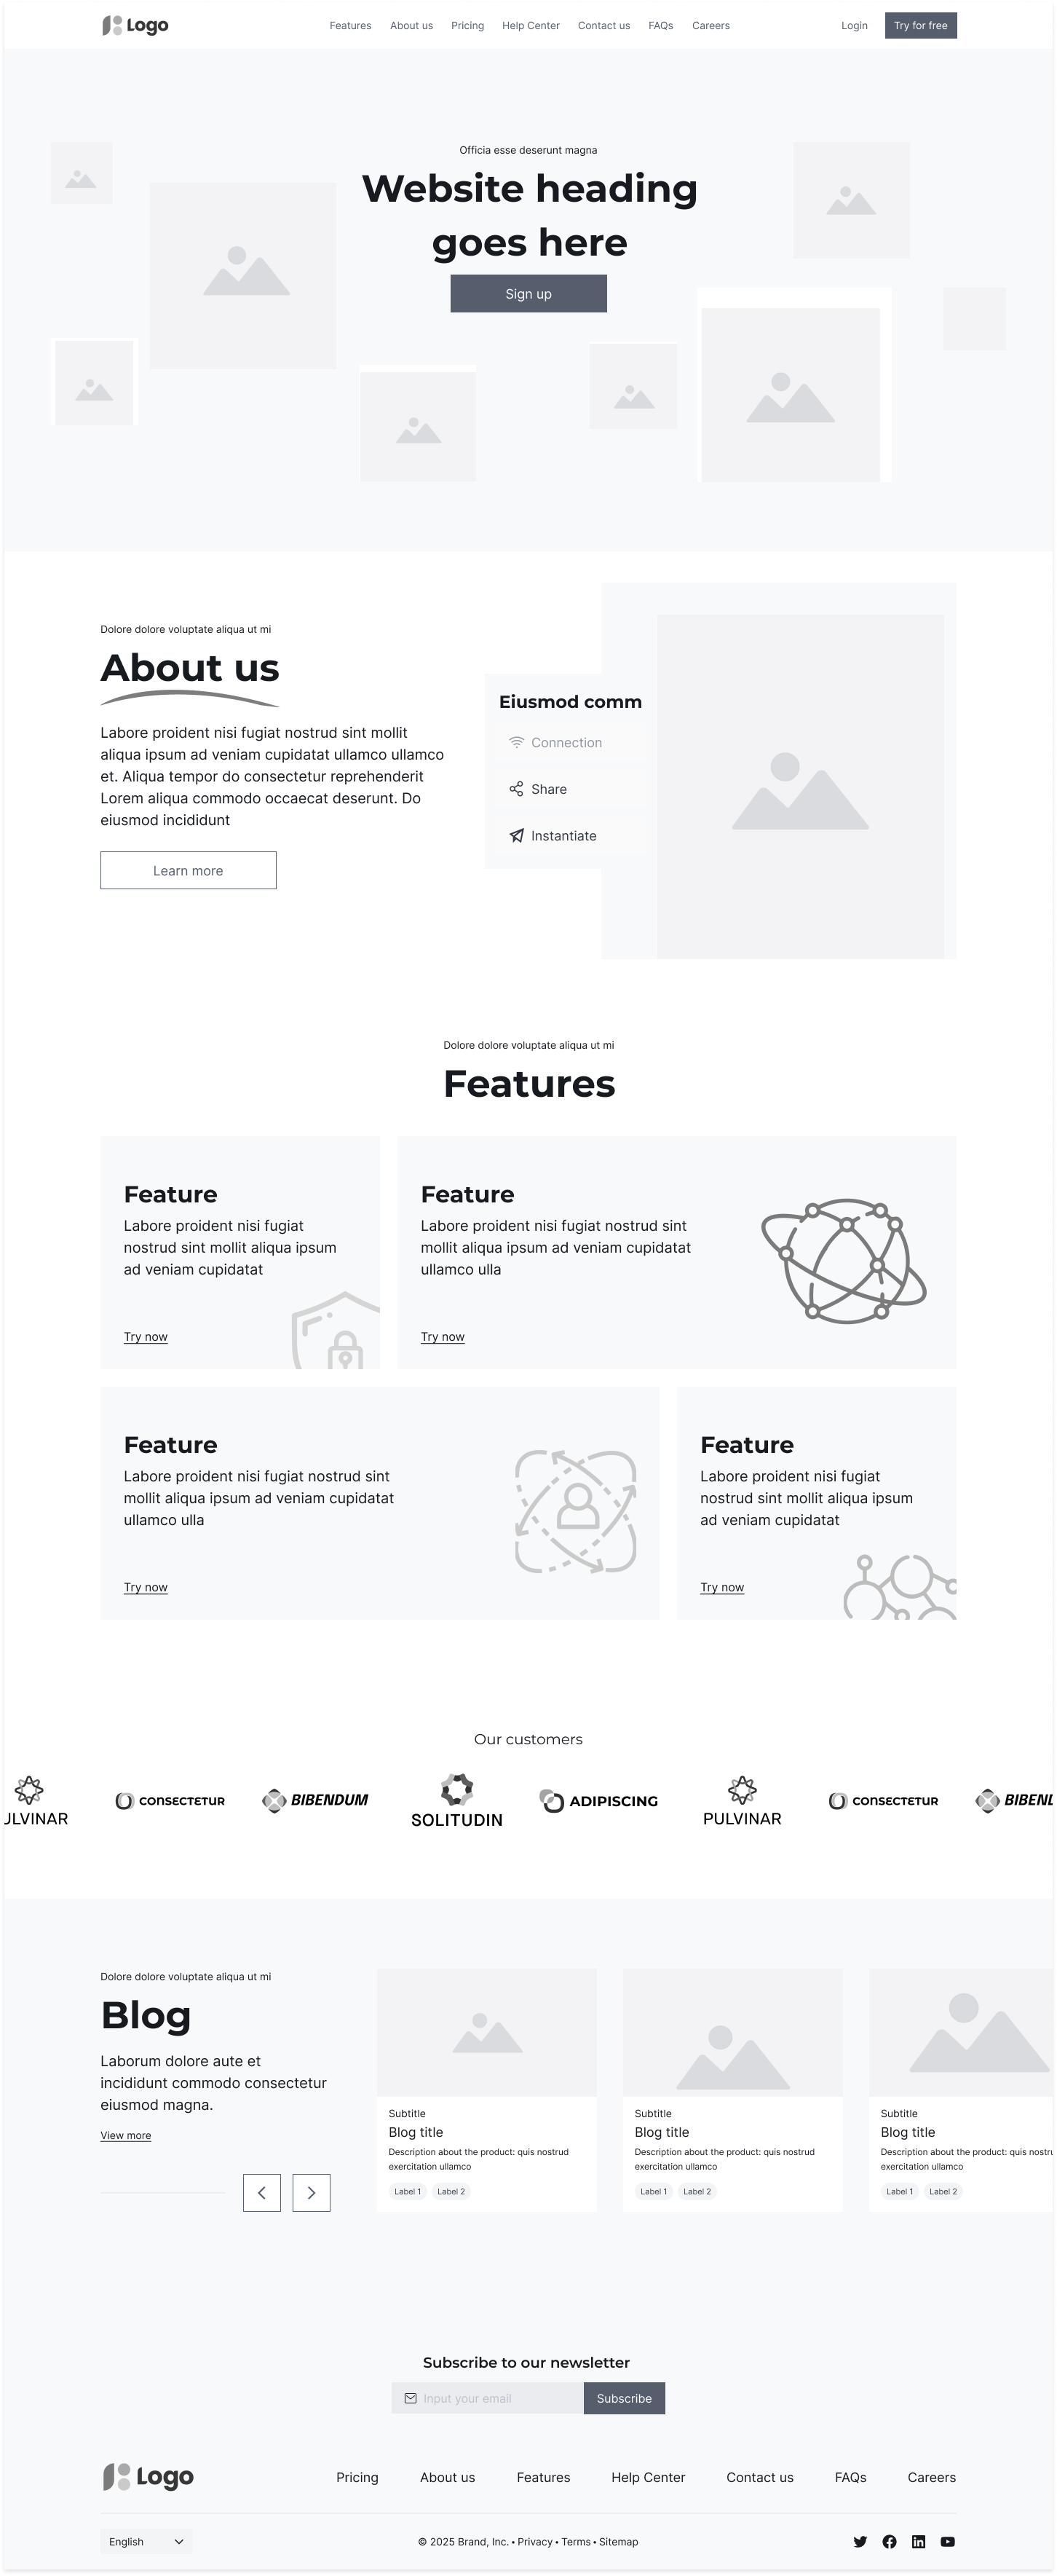 Logo
Features About us Pricing Help Center Contact us FAQs Careers
Login
Try for free
Officia esse deserunt magna
Website heading
goes here
Sign up
Dolore dolore voluptate aliqua ut mi
About us
Labore proident nisi fugiat nostrud sint mollit
aliqua ipsum ad veniam cupidatat ullamco ullamco
et. Aliqua tempor do consectetur reprehenderit
Lorem aliqua commodo occaecat deserunt. Do
eiusmod incididunt
Learn more
Eiusmod comm
Connection
Share
Instantiate
Dolore dolore voluptate aliqua ut mi
Features
Feature
Labore proident nisi fugiat
nostrud sint mollit aliqua ipsum
ad veniam cupidatat
Try now
Feature
Labore proident nisi fugiat nostrud sint
mollit aliqua ipsum ad veniam cupidatat
ullamco ulla
Try now
Feature
Labore proident nisi fugiat nostrud sint
mollit aliqua ipsum ad veniam cupidatat
ullamco ulla
Try now
Feature
Labore proident nisi fugiat
nostrud sint mollit aliqua ipsum
ad veniam cupidatat
Try now
Our customers
ULVINAR
CONSECTETUR
BIBENDUM
SOLITUDIN
ADIPISCING
PULVINAR
CONSECTETUR
BIBEND
Dolore dolore voluptate aliqua ut mi
Blog
Laborum dolore aute et
incididunt commodo consectetur
eiusmod magna.
View more
Subtitle
Blog title
Description about the product: quis nostrud
exercitation ullamco
Label 1 Label 2
Subtitle
Blog title
Description about the product: quis nostrud
exercitation ullamco
Label 1 Label 2
Subtitle
Blog title
Description about the product: quis nostru
exercitation ullamco
Label 1 Label 2
Subscribe to our newsletter
Input your email
Subscribe
Logo
Pricing About us Features Help Center Contact us FAQs Careers
English
© 2025 Brand, Inc. • Privacy • Terms • Sitemap